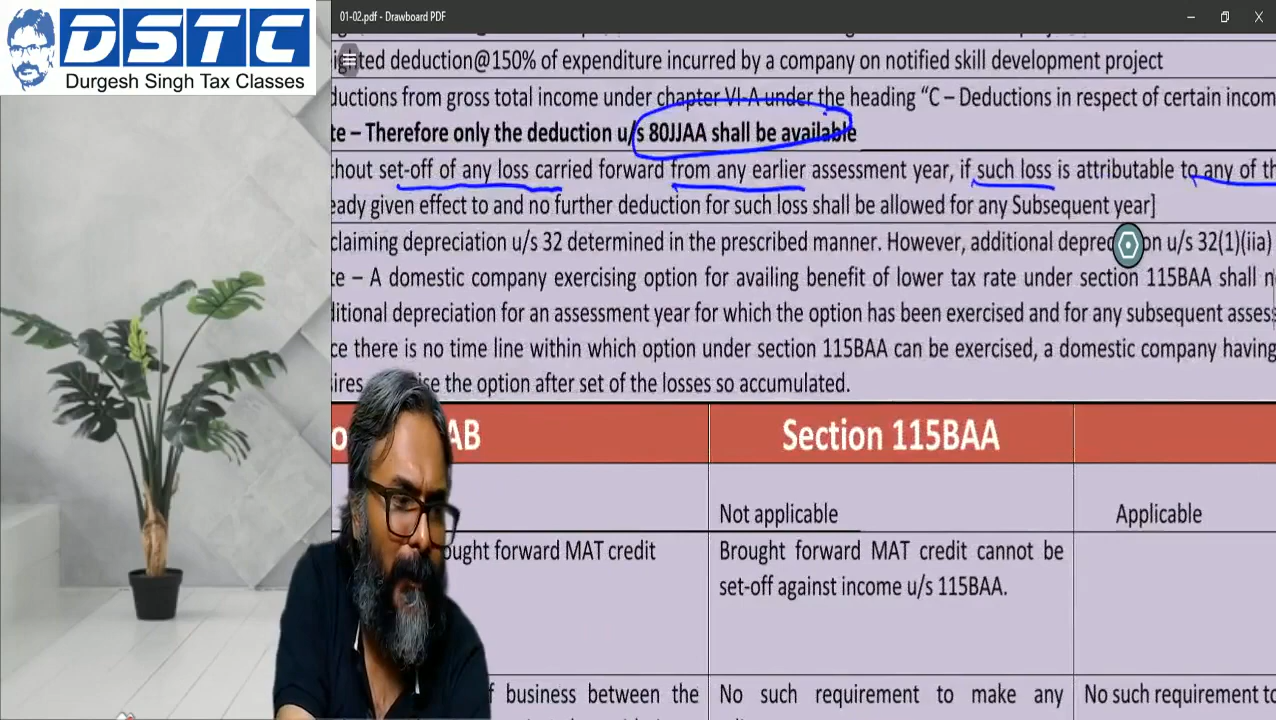 DSTC
Durgesh Singh Tax Classes
01-02.pdf - Drawboard PDF
ighted deduction@150% of expenditure incurred by a company on notified skill development project
ductions from gross total income under chapter VI-A under the heading “C – Deductions in respect of certain incom
te – Therefore only the deduction u/s 80JJAA shall be available
hout set-off of any loss carried forward from any earlier assessment year, if such loss is attributable to any of th
eady given effect to and no further deduction for such loss shall be allowed for any Subsequent year]
claiming depreciation u/s 32 determined in the prescribed manner. However, additional deprec on u/s 32(1)(iia)
te – A domestic company exercising option for availing benefit of lower tax rate under section 115BAA shall n
ditional depreciation for an assessment year for which the option has been exercised and for any subsequent assess
ce there is no time line within which option under section 115BAA can be exercised, a domestic company having
sires ise the option after set of the losses so accumulated.
AB
Section 115BAA
Not applicable
Applicable
ought forward MAT credit
Brought forward MAT credit cannot be
set-off against income u/s 115BAA.
f business between the
No such requirement to make any
No such requirement to